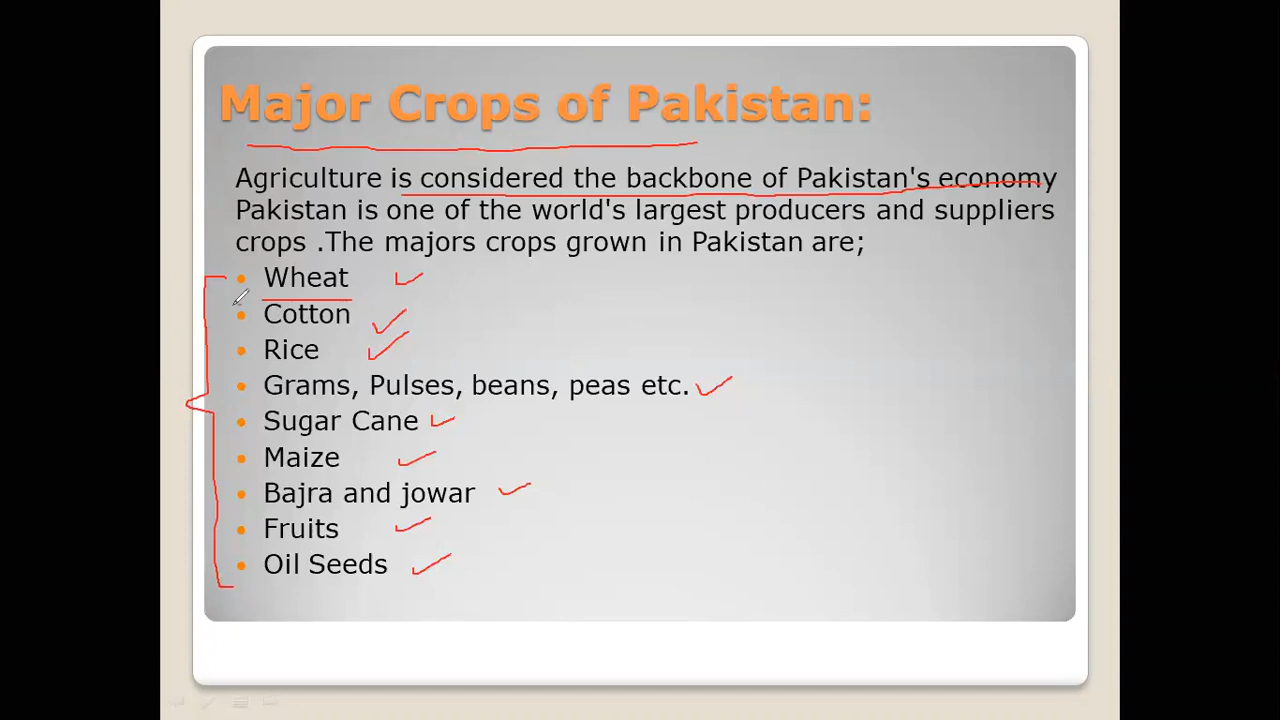 Major Crops of Pakistan:
Agriculture is considered the backbone of Pakistan's economy
Pakistan is one of the world's largest producers and suppliers
crops .The majors crops grown in Pakistan are;
• Wheat
• Cotton
• Rice
• Grams, Pulses, beans, peas etc.
• Sugar Cane
• Maize
• Bajra and jowar
• Fruits
• Oil Seeds